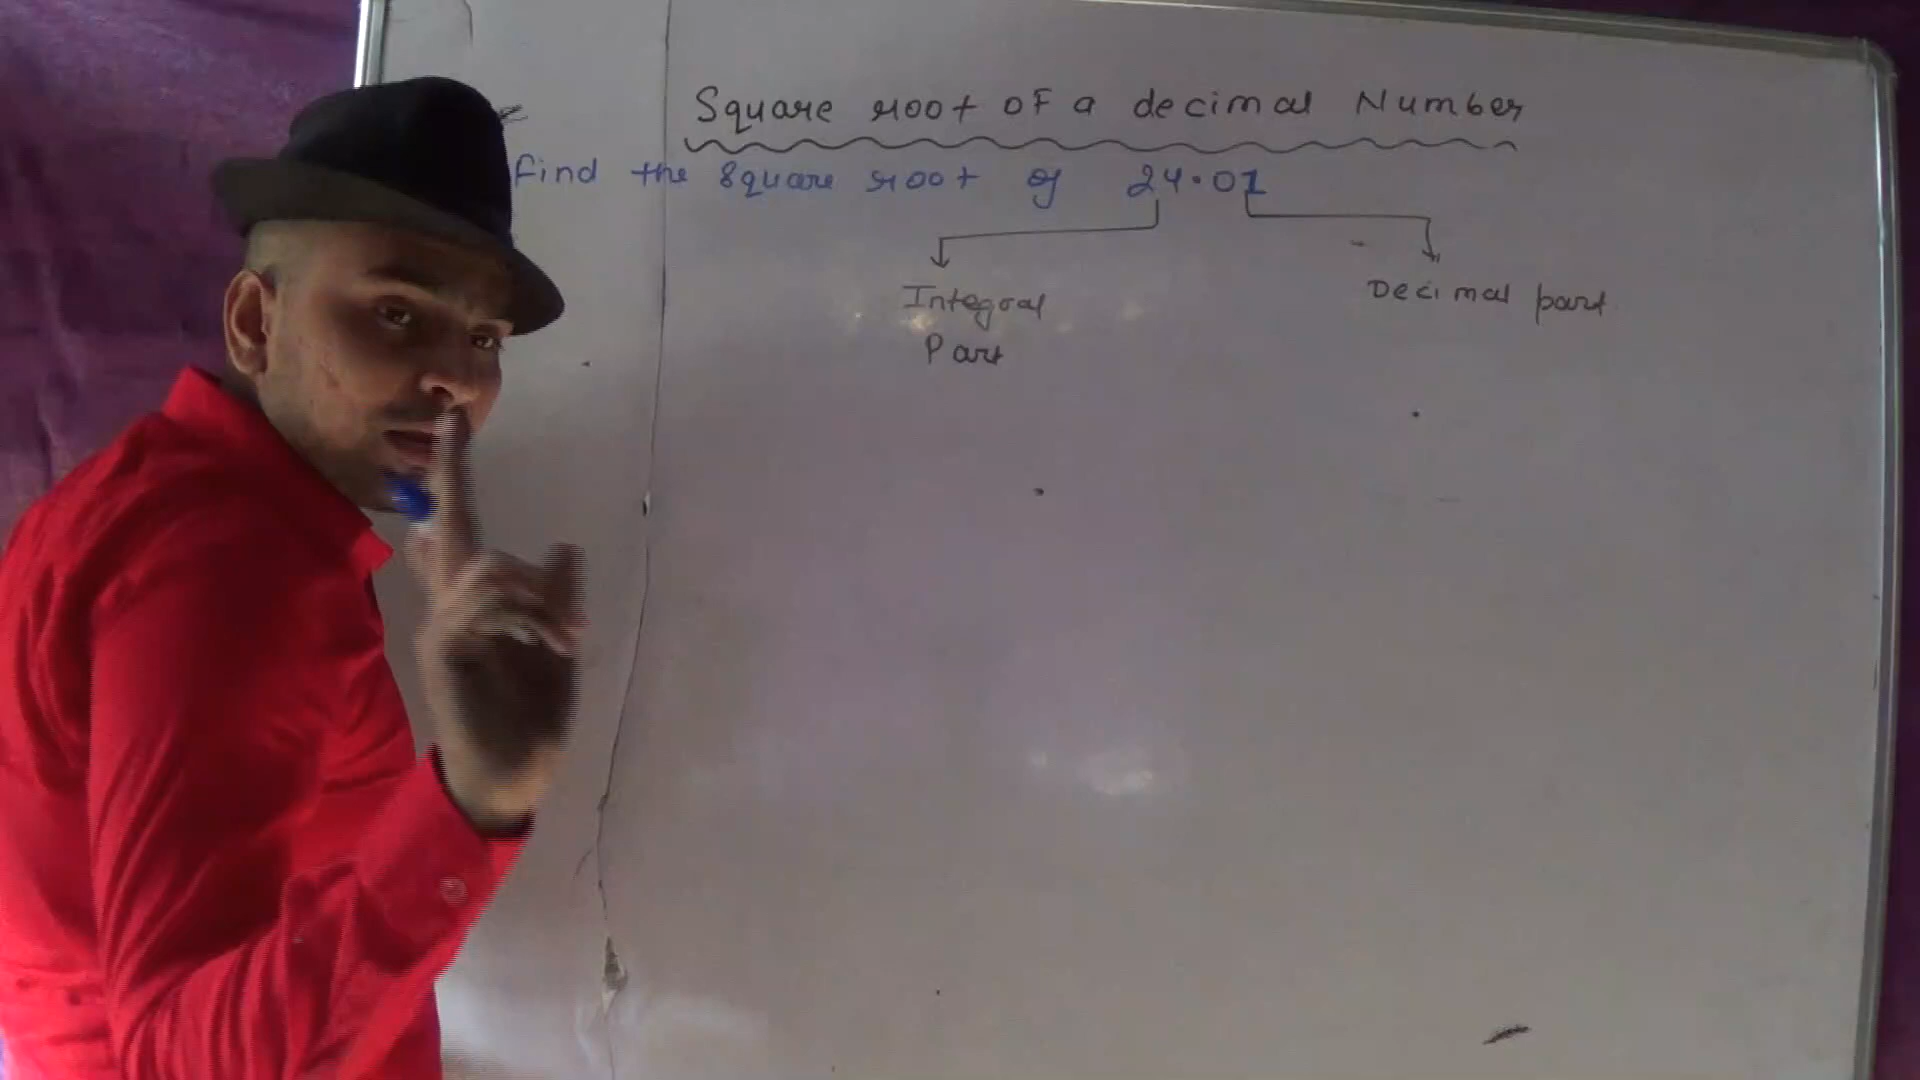 Square root OF a decimal Number
Find the Square root of 24.01
Integral
Part
Decimal part